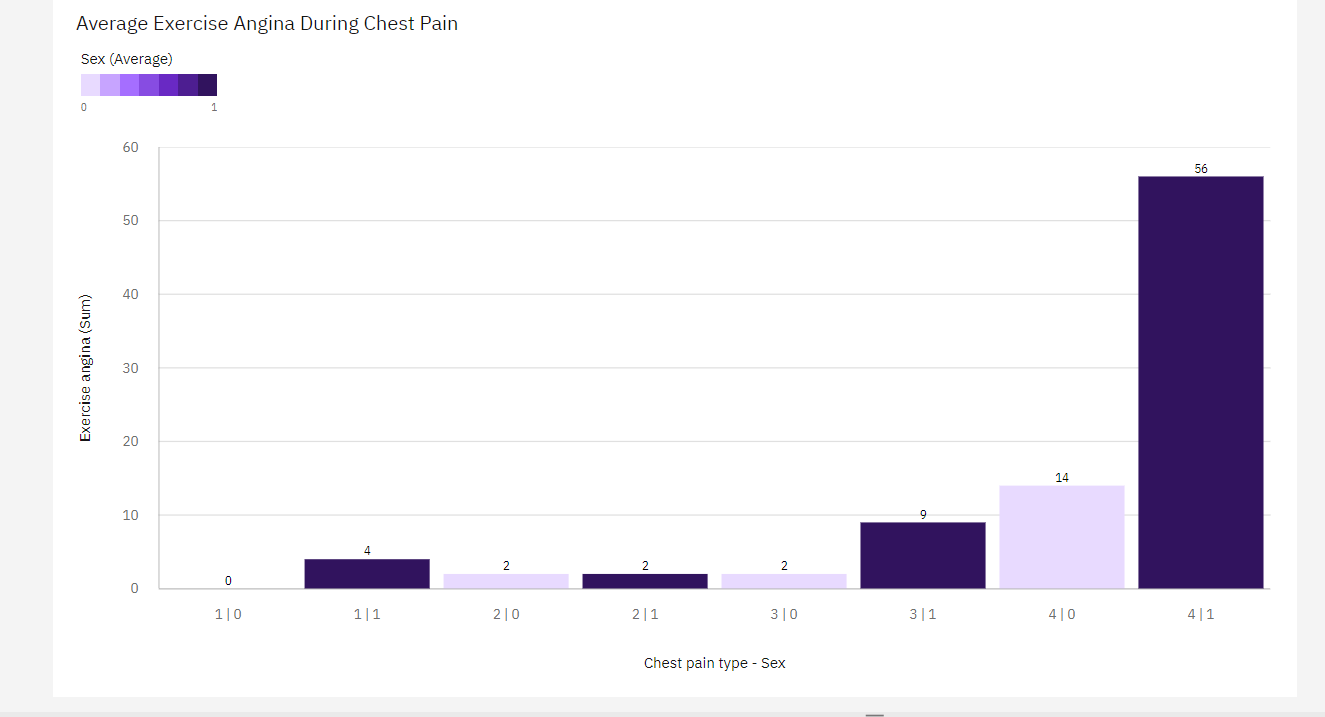 Average Exercise Angina During Chest Pain
Sex (Average)
0 1
60
50
40
30
20
10
0
Exercise angina (Sum)
0 4 2 2 2 9 14 56
1 | 0 1 | 1 2 | 0 2 | 1 3 | 0 3 | 1 4 | 0 4 | 1
Chest pain type - Sex